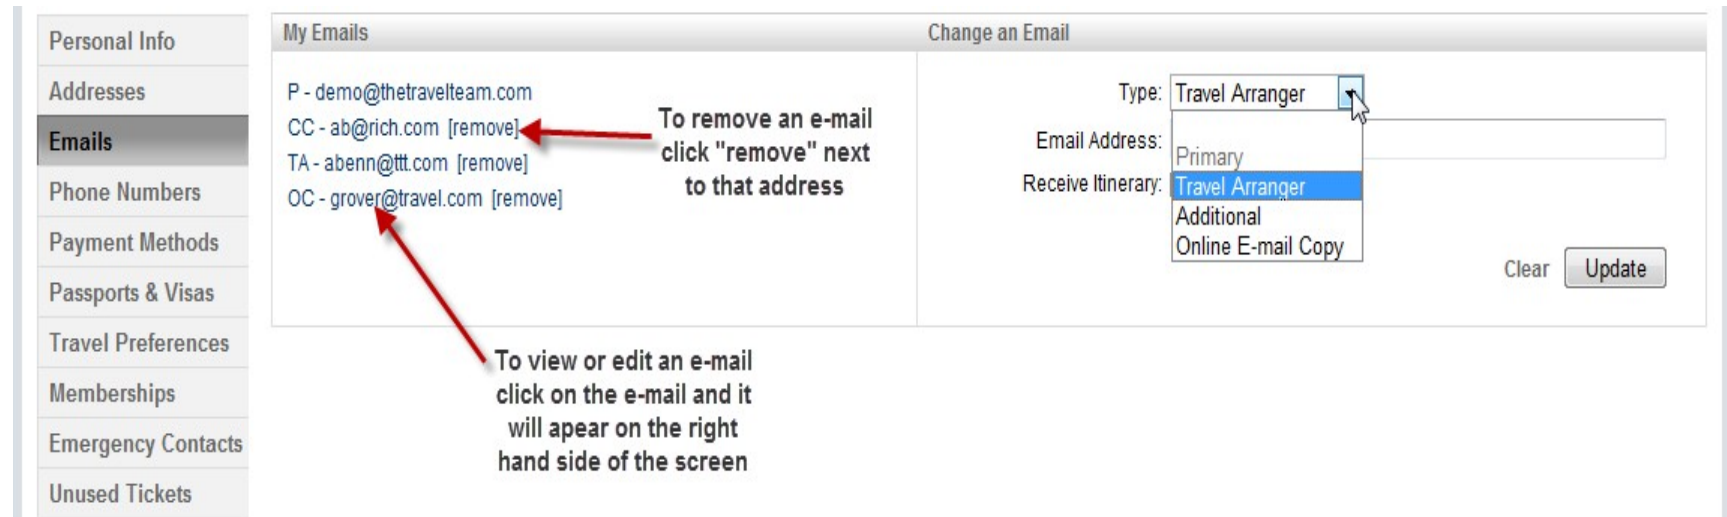 Personal Info
Addresses
Emails
Phone Numbers
Payment Methods
Passports & Visas
Travel Preferences
Memberships
Emergency Contacts
Unused Tickets
My Emails
P - demo@thetravelteam.com
CC - ab@rich.com [remove]
TA - abenn@ttt.com [remove]
OC - grover@travel.com [remove]
To remove an e-mail
click "remove" next
to that address
To view or edit an e-mail
click on the e-mail and it
will apear on the right
hand side of the screen
Change an Email
Type: Travel Arranger
Email Address:
Receive Itinerary:
Primary
Travel Arranger
Additional
Online E-mail Copy
Clear Update